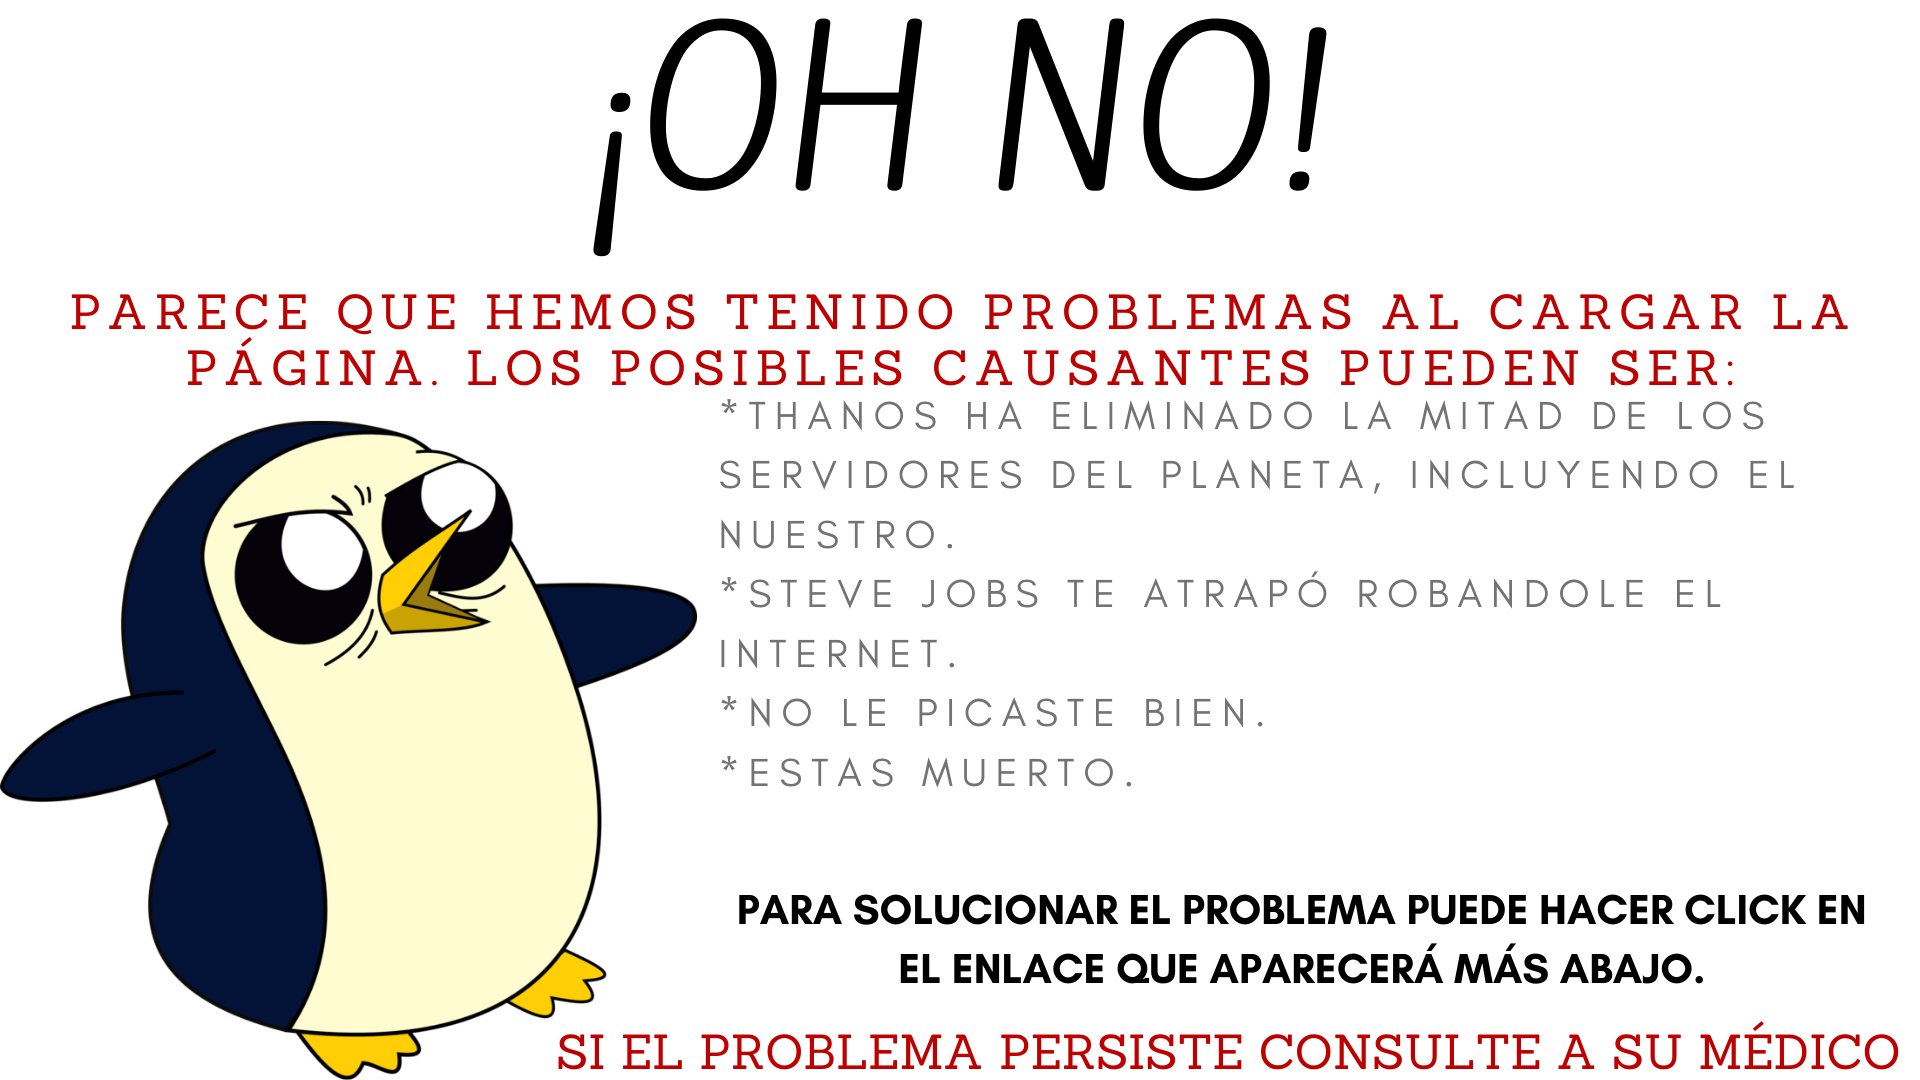 ¡OH NO!
PARECE QUE HEMOS TENIDO PROBLEMAS AL CARGAR LA
PÁGINA. LOS POSIBLES CAUSANTES PUEDEN SER:
*THANOS HA ELIMINADO LA MITAD DE LOS
SERVIDORES DEL PLANETA, INCLUYENDO EL
NUESTRO.
*STEVE JOBS TE ATRAPÓ ROBANDOLE EL
INTERNET.
*NO LE PICASTE BIEN.
*ESTAS MUERTO.
PARA SOLUCIONAR EL PROBLEMA PUEDE HACER CLICK EN
EL ENLACE QUE APARECERÁ MÁS ABAJO.
SI EL PROBLEMA PERSISTE CONSULTE A SU MÉDICO